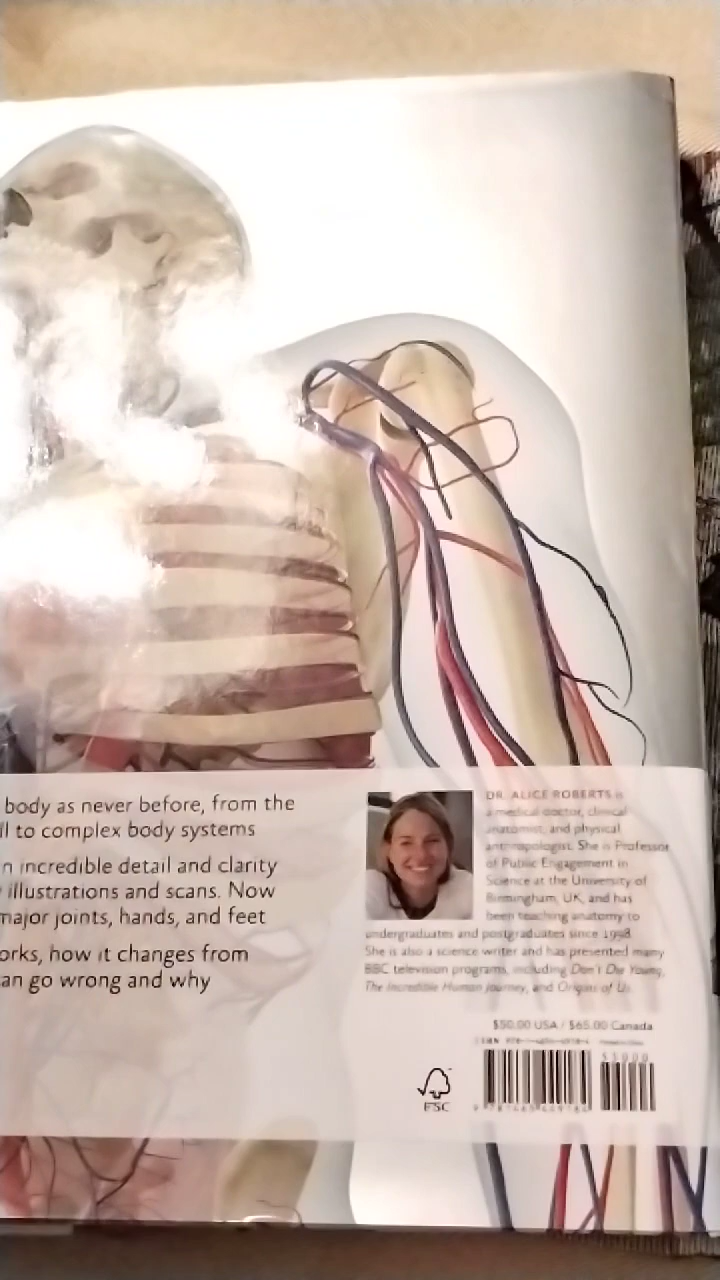 body as never before, from the
ll to complex body systems
n incredible detail and clarity
illustrations and scans. Now
major joints, hands, and feet
orks, how it changes from
an go wrong and why
DR. ALICE ROBERTS is
a medical doctor, clinical
anatomist, and physical
anthropologist. She is Professor
of Public Engagement in
Science at the University of
Birmingham, UK, and has
been teaching anatomy to
undergraduates and postgraduates since 1998.
She is also a science writer and has presented many
BBC television programs, including Don't Die Young,
The Incredible Human Journey, and Origins of Us.
$50.00 USA / $65.00 Canada
ISBN
55000
FSC